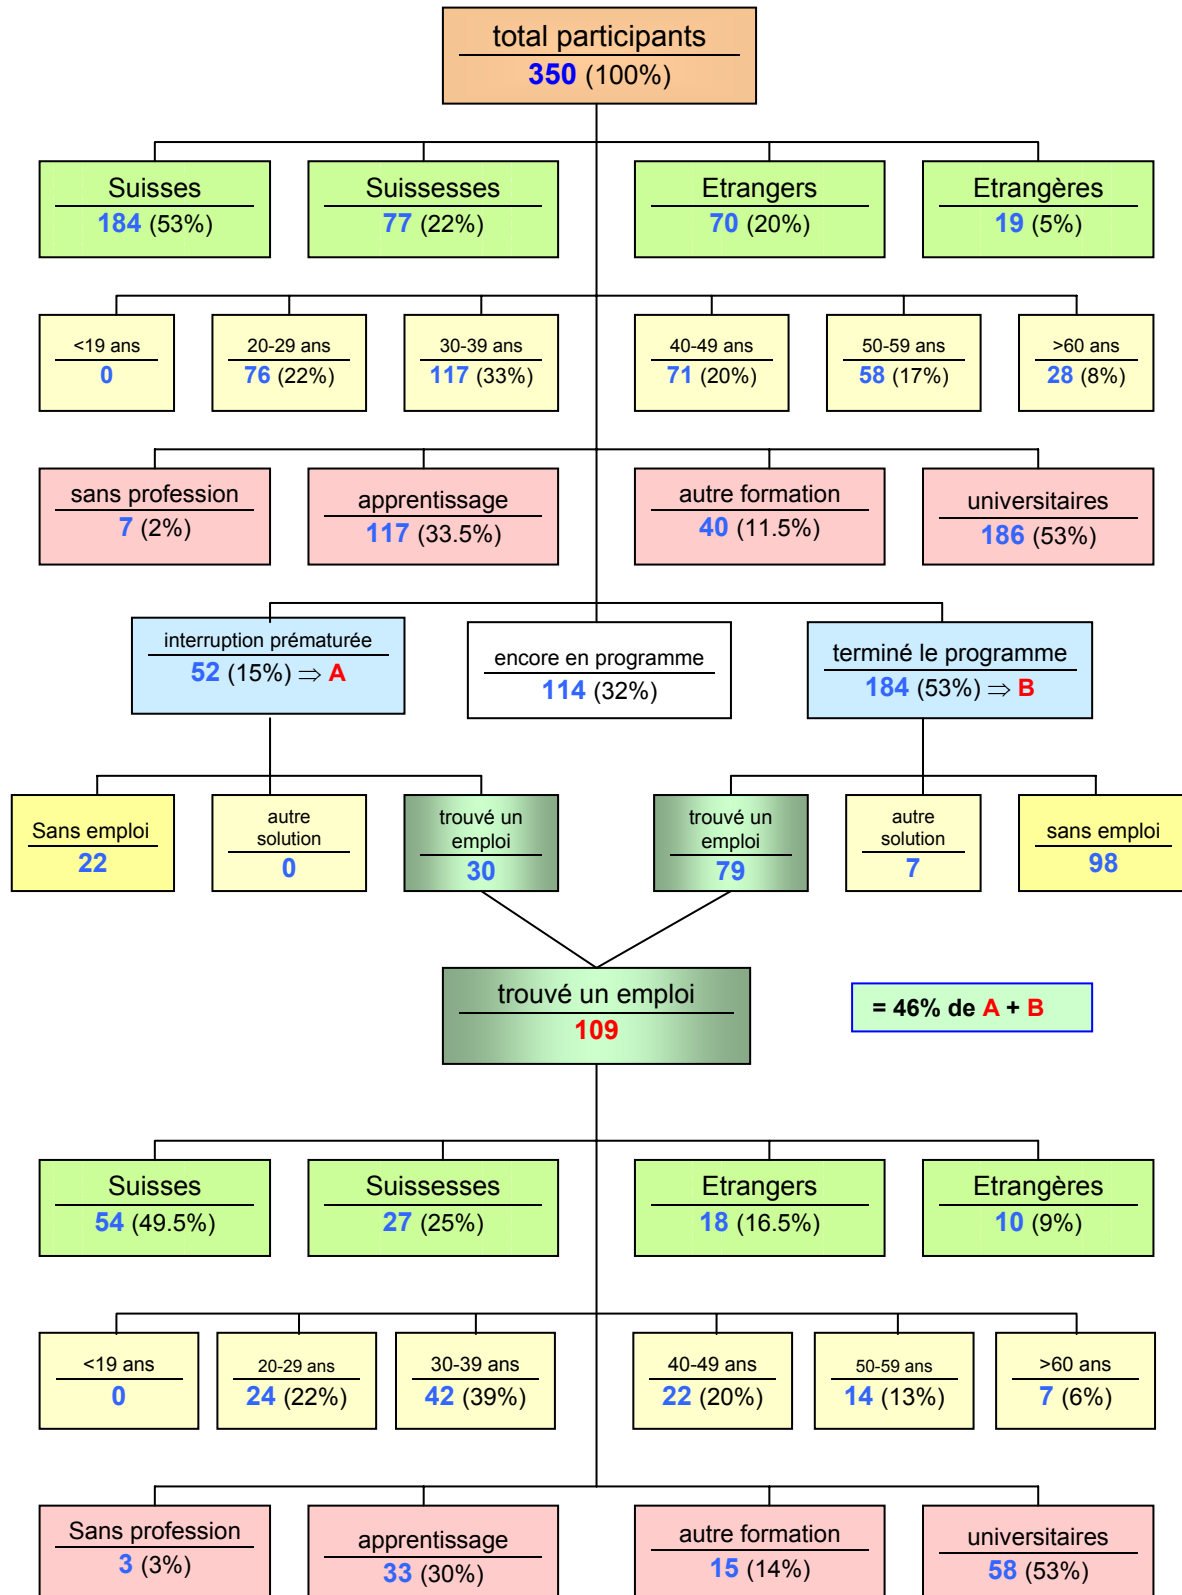 total participants
350 (100%)
Suisses
184 (53%)
Suissesses
77 (22%)
Etrangers
70 (20%)
Etrangères
19 (5%)
<19 ans
0
20-29 ans
76 (22%)
30-39 ans
117 (33%)
40-49 ans
71 (20%)
50-59 ans
58 (17%)
>60 ans
28 (8%)
sans profession
7 (2%)
apprentissage
117 (33.5%)
autre formation
40 (11.5%)
universitaires
186 (53%)
interruption prématurée
52 (15%) ⇒ A
encore en programme
114 (32%)
terminé le programme
184 (53%) ⇒ B
Sans emploi
22
autre
solution
0
trouvé un
emploi
30
trouvé un
emploi
79
autre
solution
7
sans emploi
98
trouvé un emploi
109
= 46% de A + B
Suisses
54 (49.5%)
Suissesses
27 (25%)
Etrangers
18 (16.5%)
Etrangères
10 (9%)
<19 ans
0
20-29 ans
24 (22%)
30-39 ans
42 (39%)
40-49 ans
22 (20%)
50-59 ans
14 (13%)
>60 ans
7 (6%)
Sans profession
3 (3%)
apprentissage
33 (30%)
autre formation
15 (14%)
universitaires
58 (53%)